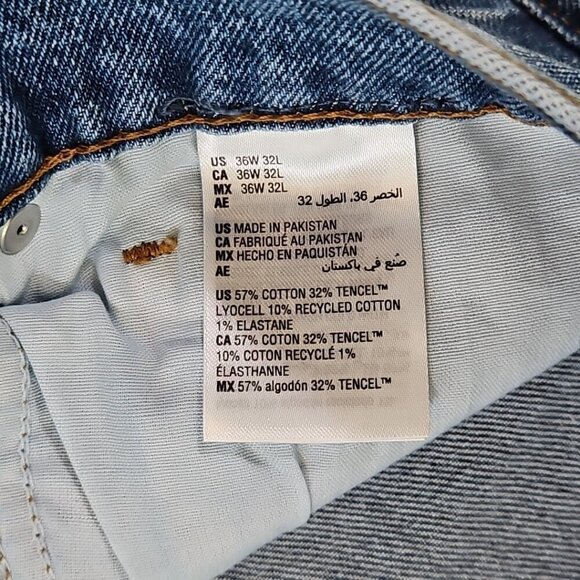 US 36W 32L
CA 36W 32L
MX 36W 32L
AE الخصر 36، الطول 32
US MADE IN PAKISTAN
CA FABRIQUÉ AU PAKISTAN
MX HECHO EN PAQUISTÁN
AE صُنع في باكستان
US 57% COTTON 32% TENCEL™
LYOCELL 10% RECYCLED COTTON
1% ELASTANE
CA 57% COTON 32% TENCEL™
10% COTON RECYCLÉ 1%
ÉLASTHANNE
MX 57% algodón 32% TENCEL™